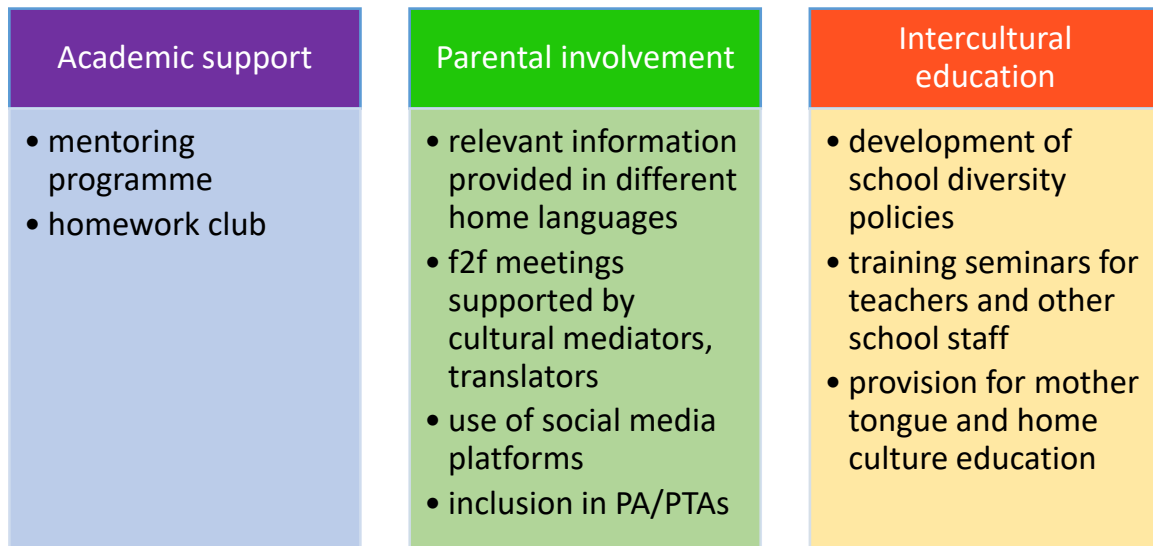 Academic support
• mentoring
programme
• homework club
Parental involvement
• relevant information
provided in different
home languages
• f2f meetings
supported by
cultural mediators,
translators
• use of social media
platforms
• inclusion in PA/PTAs
Intercultural
education
• development of
school diversity
policies
• training seminars for
teachers and other
school staff
• provision for mother
tongue and home
culture education